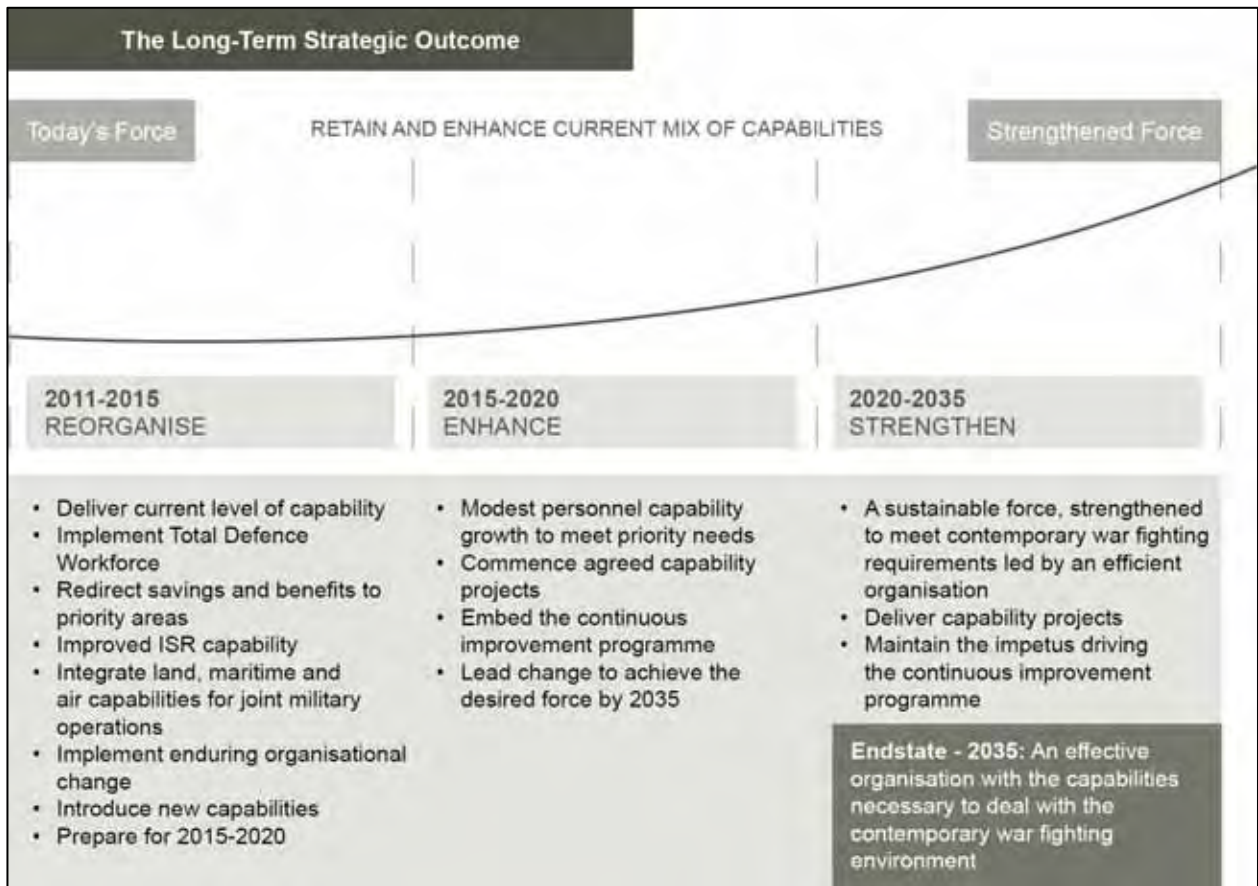 The Long-Term Strategic Outcome
Today's Force
RETAIN AND ENHANCE CURRENT MIX OF CAPABILITIES
Strengthened Force
2011-2015
REORGANISE
2015-2020
ENHANCE
2020-2035
STRENGTHEN
• Deliver current level of capability
• Implement Total Defence
Workforce
• Redirect savings and benefits to
priority areas
• Improved ISR capability
• Integrate land, maritime and
air capabilities for joint military
operations
• Implement enduring organisational
change
• Introduce new capabilities
• Prepare for 2015-2020
• Modest personnel capability
growth to meet priority needs
• Commence agreed capability
projects
• Embed the continuous
improvement programme
• Lead change to achieve the
desired force by 2035
• A sustainable force, strengthened
to meet contemporary war fighting
requirements led by an efficient
organisation
• Deliver capability projects
• Maintain the impetus driving
the continuous improvement
programme
Endstate - 2035: An effective
organisation with the capabilities
necessary to deal with the
contemporary war fighting
environment